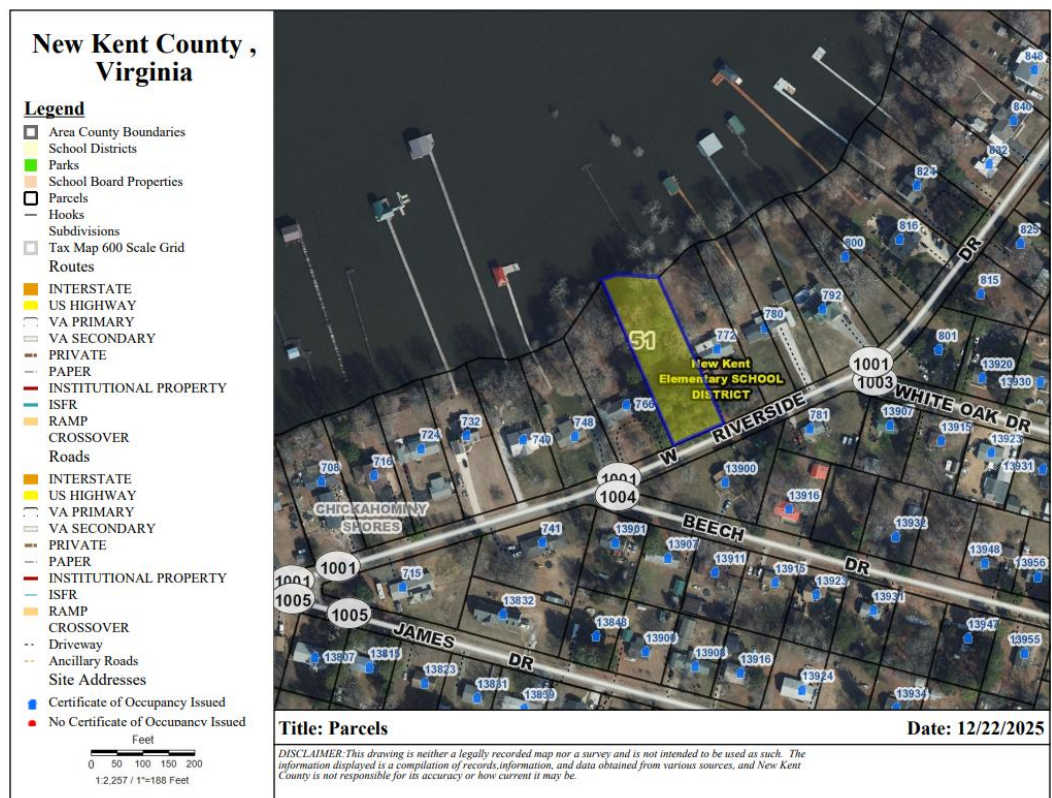 New Kent County ,
Virginia
Legend
Area County Boundaries
School Districts
Parks
School Board Properties
Parcels
Hooks
Subdivisions
Tax Map 600 Scale Grid
Routes
INTERSTATE
US HIGHWAY
VA PRIMARY
VA SECONDARY
PRIVATE
PAPER
INSTITUTIONAL PROPERTY
ISFR
RAMP
CROSSOVER
Roads
INTERSTATE
US HIGHWAY
VA PRIMARY
VA SECONDARY
PRIVATE
PAPER
INSTITUTIONAL PROPERTY
ISFR
RAMP
CROSSOVER
Driveway
Ancillary Roads
Site Addresses
Certificate of Occupancy Issued
No Certificate of Occupancy Issued
Feet
0 50 100 150 200
1:2,257 / 1"=188 Feet
848
840
832
824
816
825
800
815
792
780
772
801
51
New Kent
Elementary SCHOOL
DISTRICT
1001
1003
13920
13930
766
W RIVERSIDE DR
WHITE OAK DR
781
13907
13915
13923
13931
748
740
732
724
716
708
CHICKAHOMINY
SHORES
1001
1004
13900
13916
13932
BEECH DR
741
13901
13907
13911
13915
13923
13931
13948
13956
13947
13955
1001
1001
1005
1005
715
13832
JAMES DR
13848
13900
13908
13916
13924
13934
13807
13815
13823
13831
13899
Title: Parcels
Date: 12/22/2025
DISCLAIMER:This drawing is neither a legally recorded map nor a survey and is not intended to be used as such. The
information displayed is a compilation of records,information, and data obtained from various sources, and New Kent
County is not responsible for its accuracy or how current it may be.